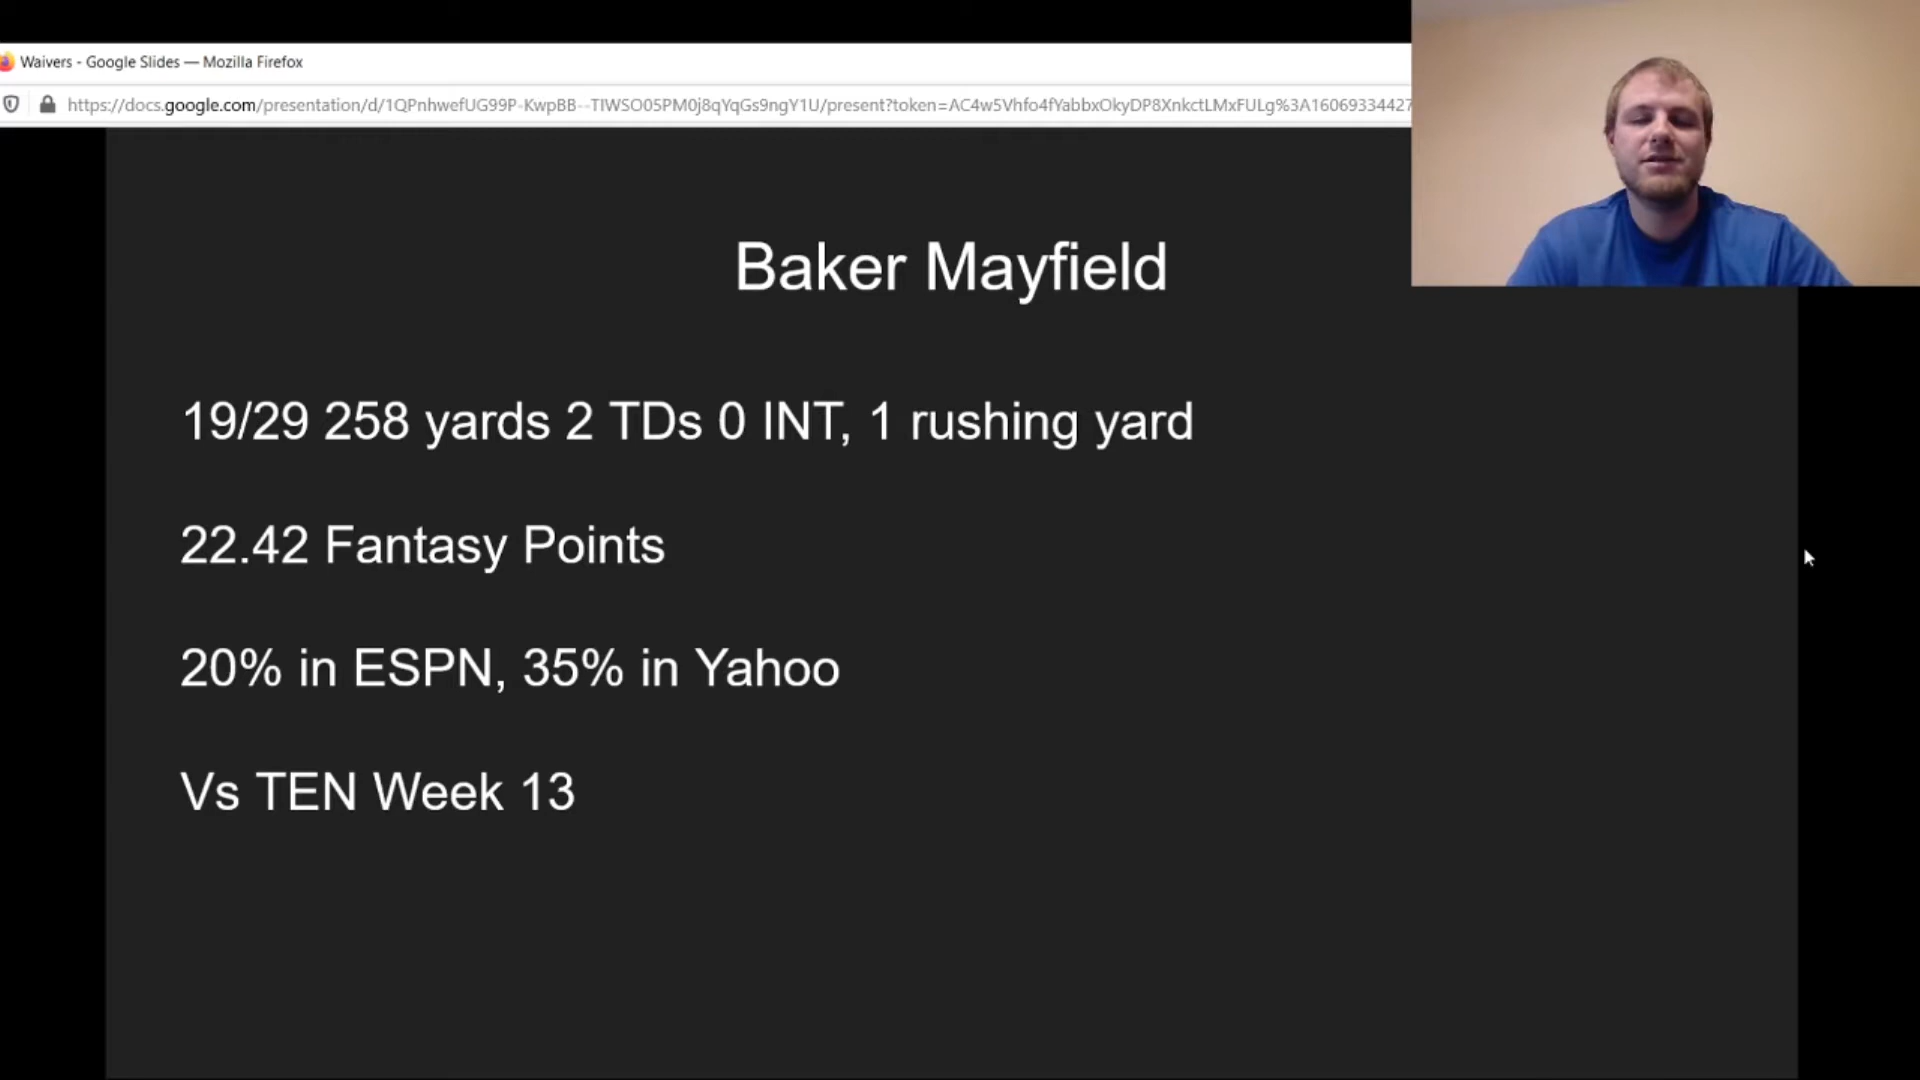 Waivers - Google Slides — Mozilla Firefox
https://docs.google.com/presentation/d/1QPnhwefUG99P-KwpBB--TIWSO05PM0j8qYqGs9ngY1U/present?token=AC4w5Vhfo4fYabbxOkyDP8XnkctLMxFULg%3A16069334427
Baker Mayfield
19/29 258 yards 2 TDs 0 INT, 1 rushing yard
22.42 Fantasy Points
20% in ESPN, 35% in Yahoo
Vs TEN Week 13